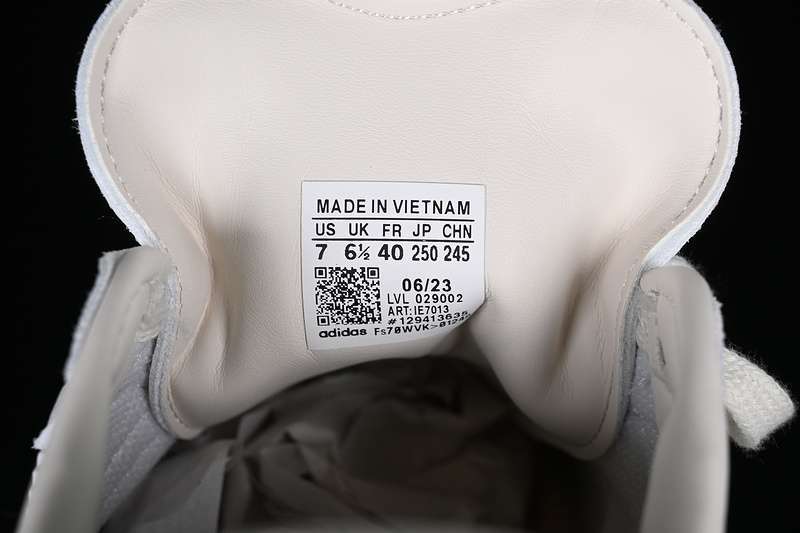 MADE IN VIETNAM
US UK FR JP CHN
7 6½ 40 250 245
06/23
LVL 029002
ART:IE7013
#129413635
adidas